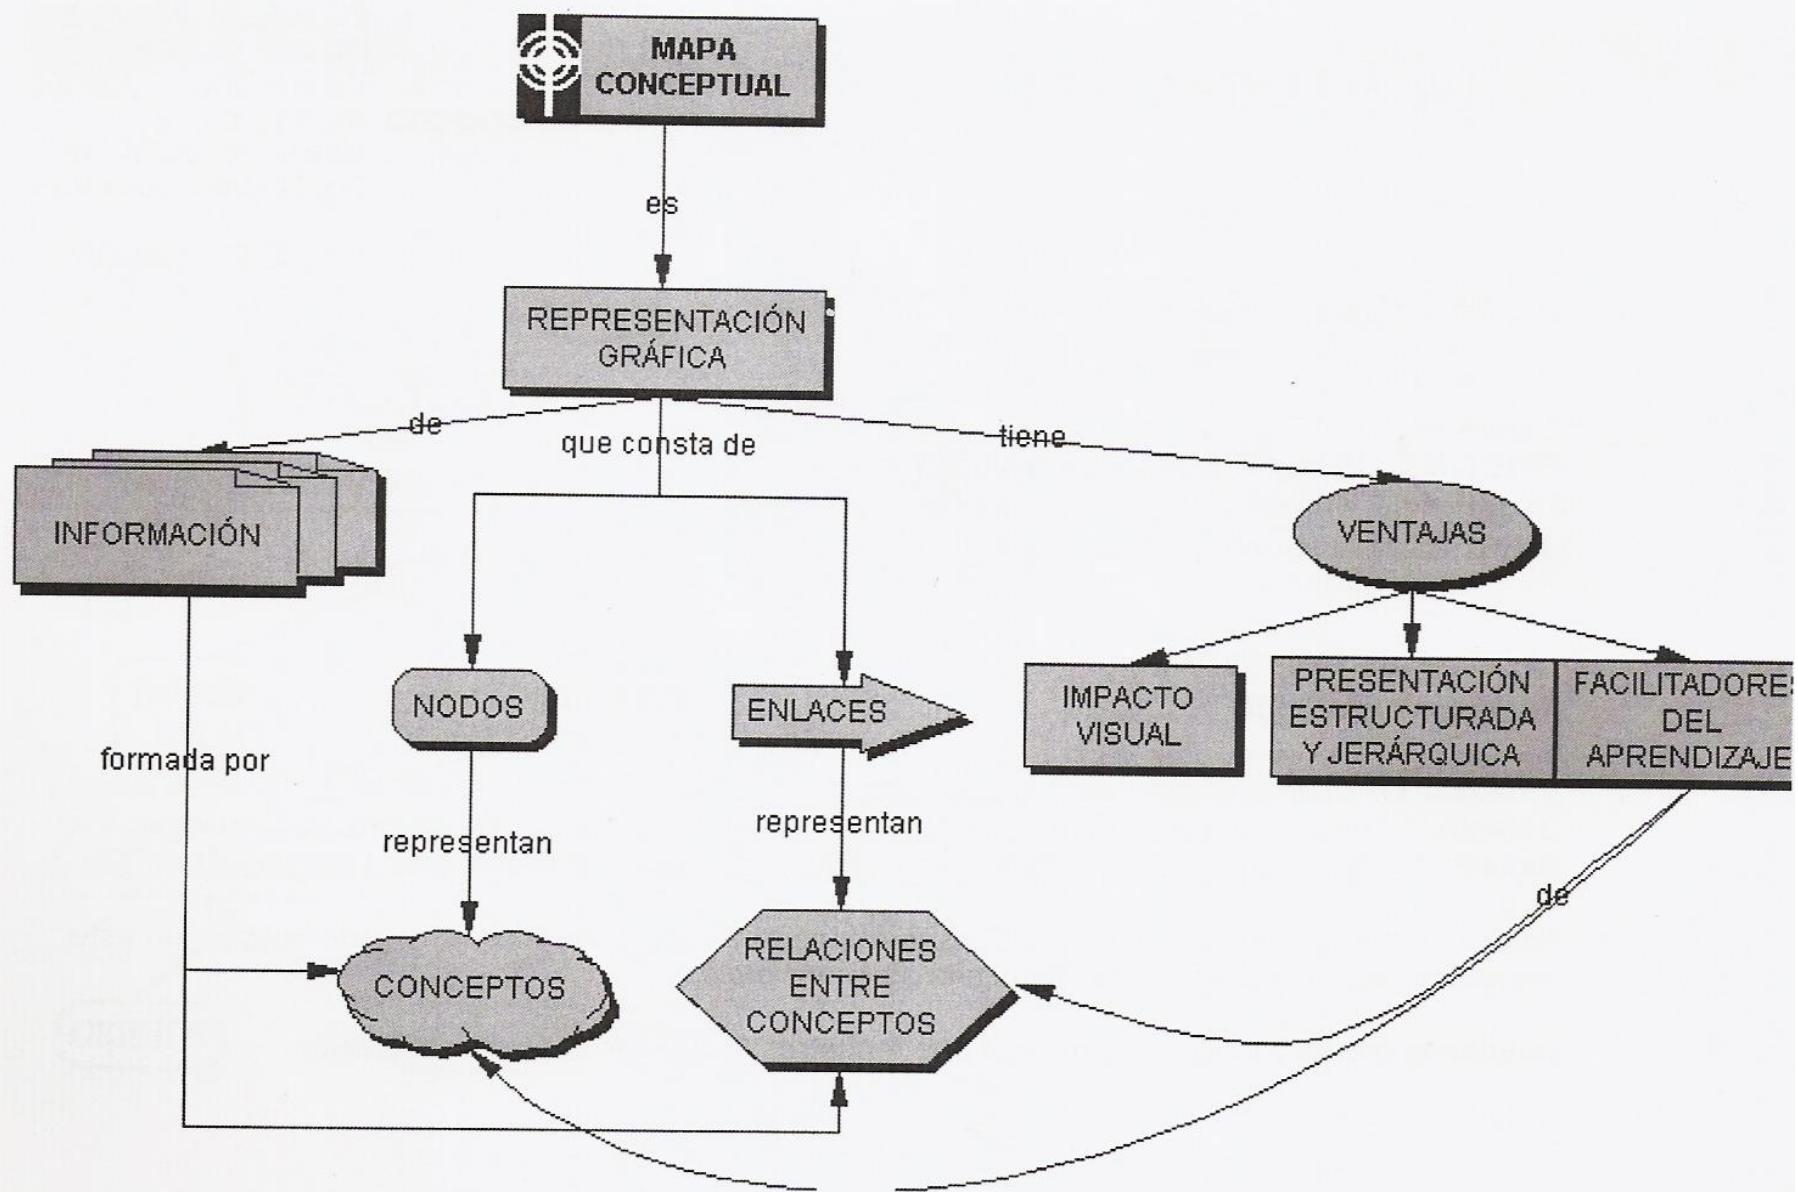 MAPA
CONCEPTUAL
es
REPRESENTACIÓN
GRÁFICA
de
que consta de
tiene
INFORMACIÓN
VENTAJAS
NODOS
ENLACES
IMPACTO
VISUAL
PRESENTACIÓN
ESTRUCTURADA
Y JERÁRQUICA
FACILITADORES
DEL
APRENDIZAJE
formada por
representan
representan
de
CONCEPTOS
RELACIONES
ENTRE
CONCEPTOS